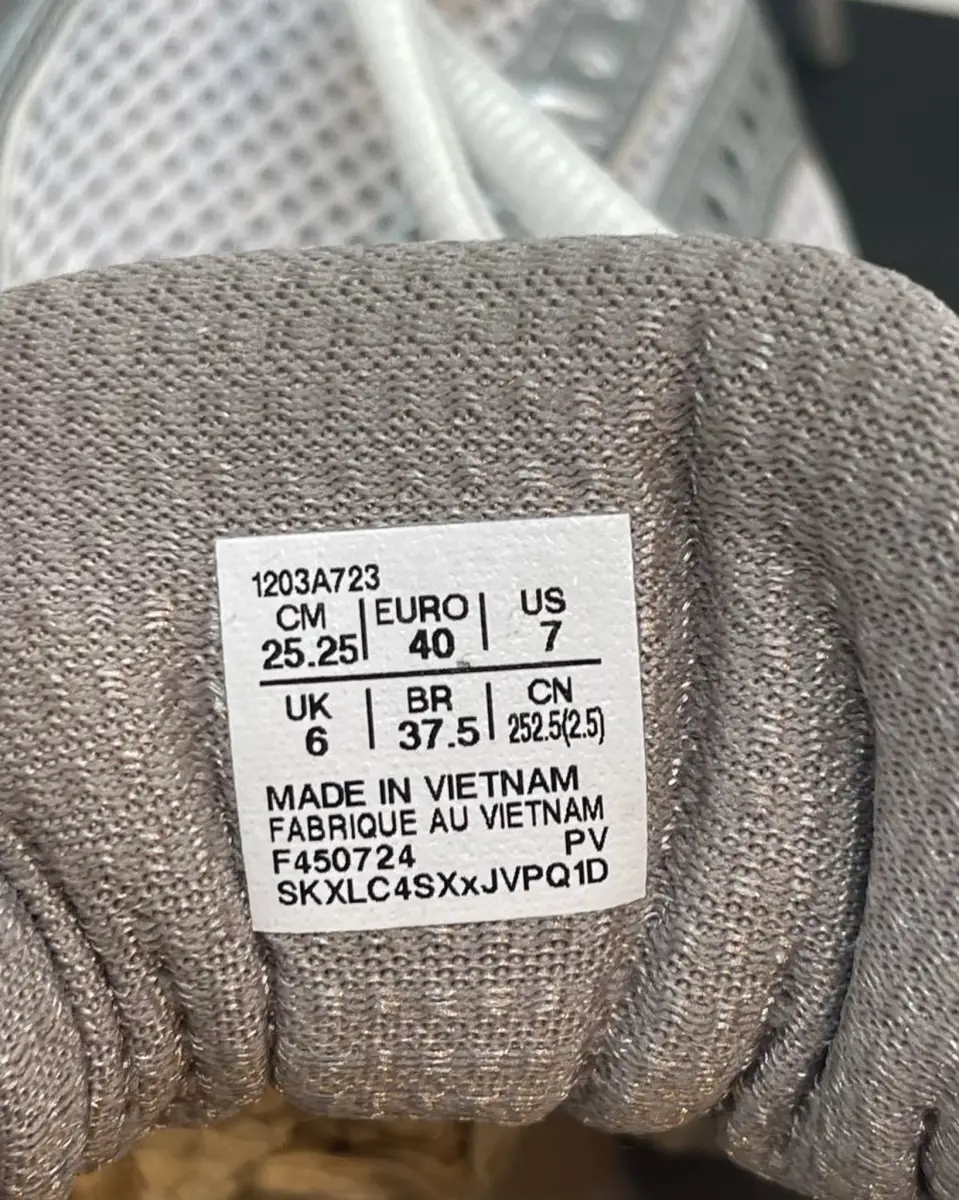 1203A723
CM EURO US
25.25 40 7
UK BR CN
6 37.5 252.5(2.5)
MADE IN VIETNAM
FABRIQUE AU VIETNAM
F450724 PV
SKXLC4SXxJVPQ1D